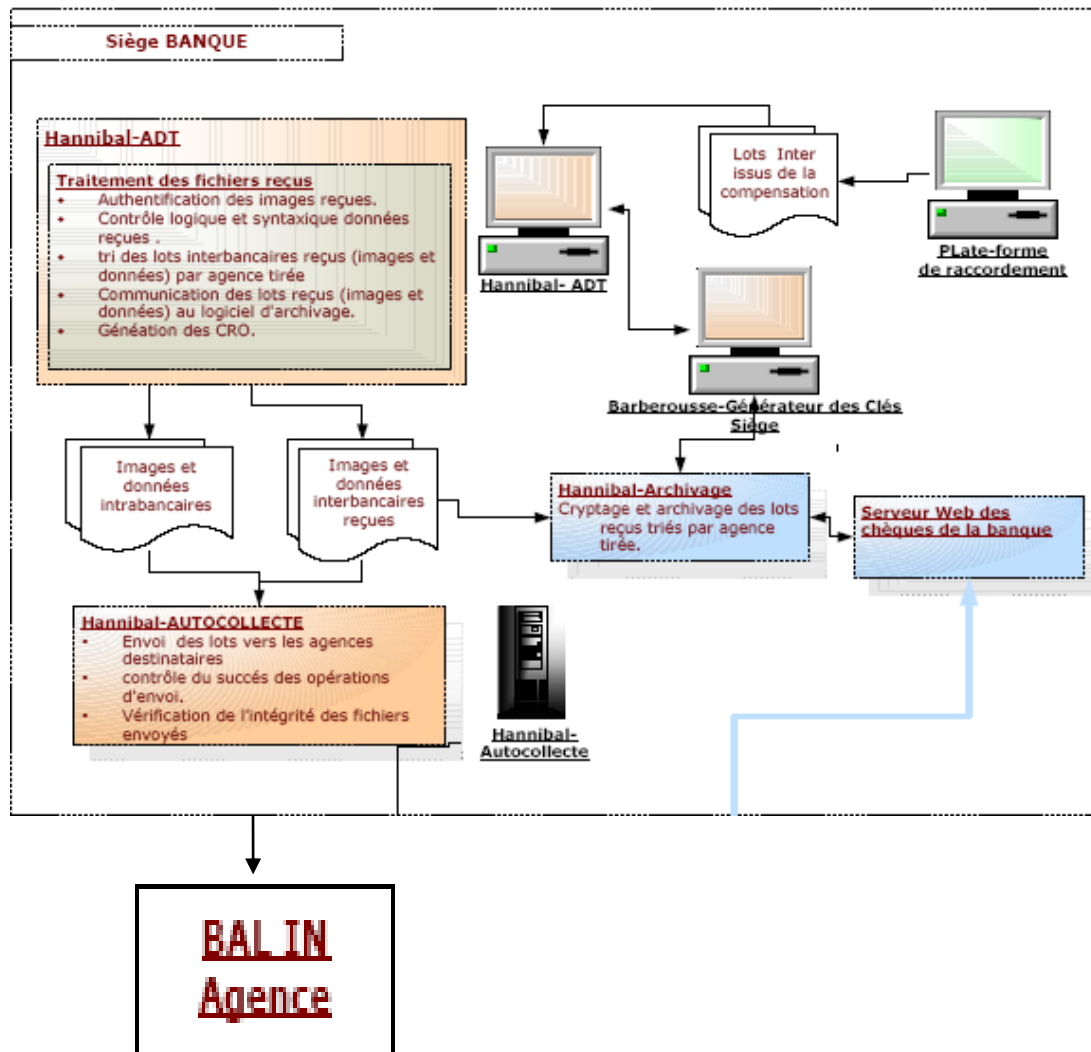 Siège BANQUE
Hannibal-ADT
Traitement des fichiers reçus
• Authentification des images reçues.
• Contrôle logique et syntaxique données
reçues .
• tri des lots interbancaires reçus (images et
données) par agence tirée
• Communication des lots reçus (images et
données) au logiciel d'archivage.
• Généation des CRO.
Hannibal- ADT
Lots Inter
issus de la
compensation
PLate-forme
de raccordement
Barberousse-Générateur des Clés
Siège
Images et
données
intrabancaires
Images et
données
interbancaires
reçues
Hannibal-Archivage
Cryptage et archivage des lots
reçus triés par agence
tirée.
Serveur Web des
chèques de la banque
Hannibal-AUTOCOLLECTE
• Envoi des lots vers les agences
destinataires
• contrôle du succés des opérations
d'envoi.
• Vérification de l'intégrité des fichiers
envoyés
Hannibal-
Autocollecte
BAL IN
Agence